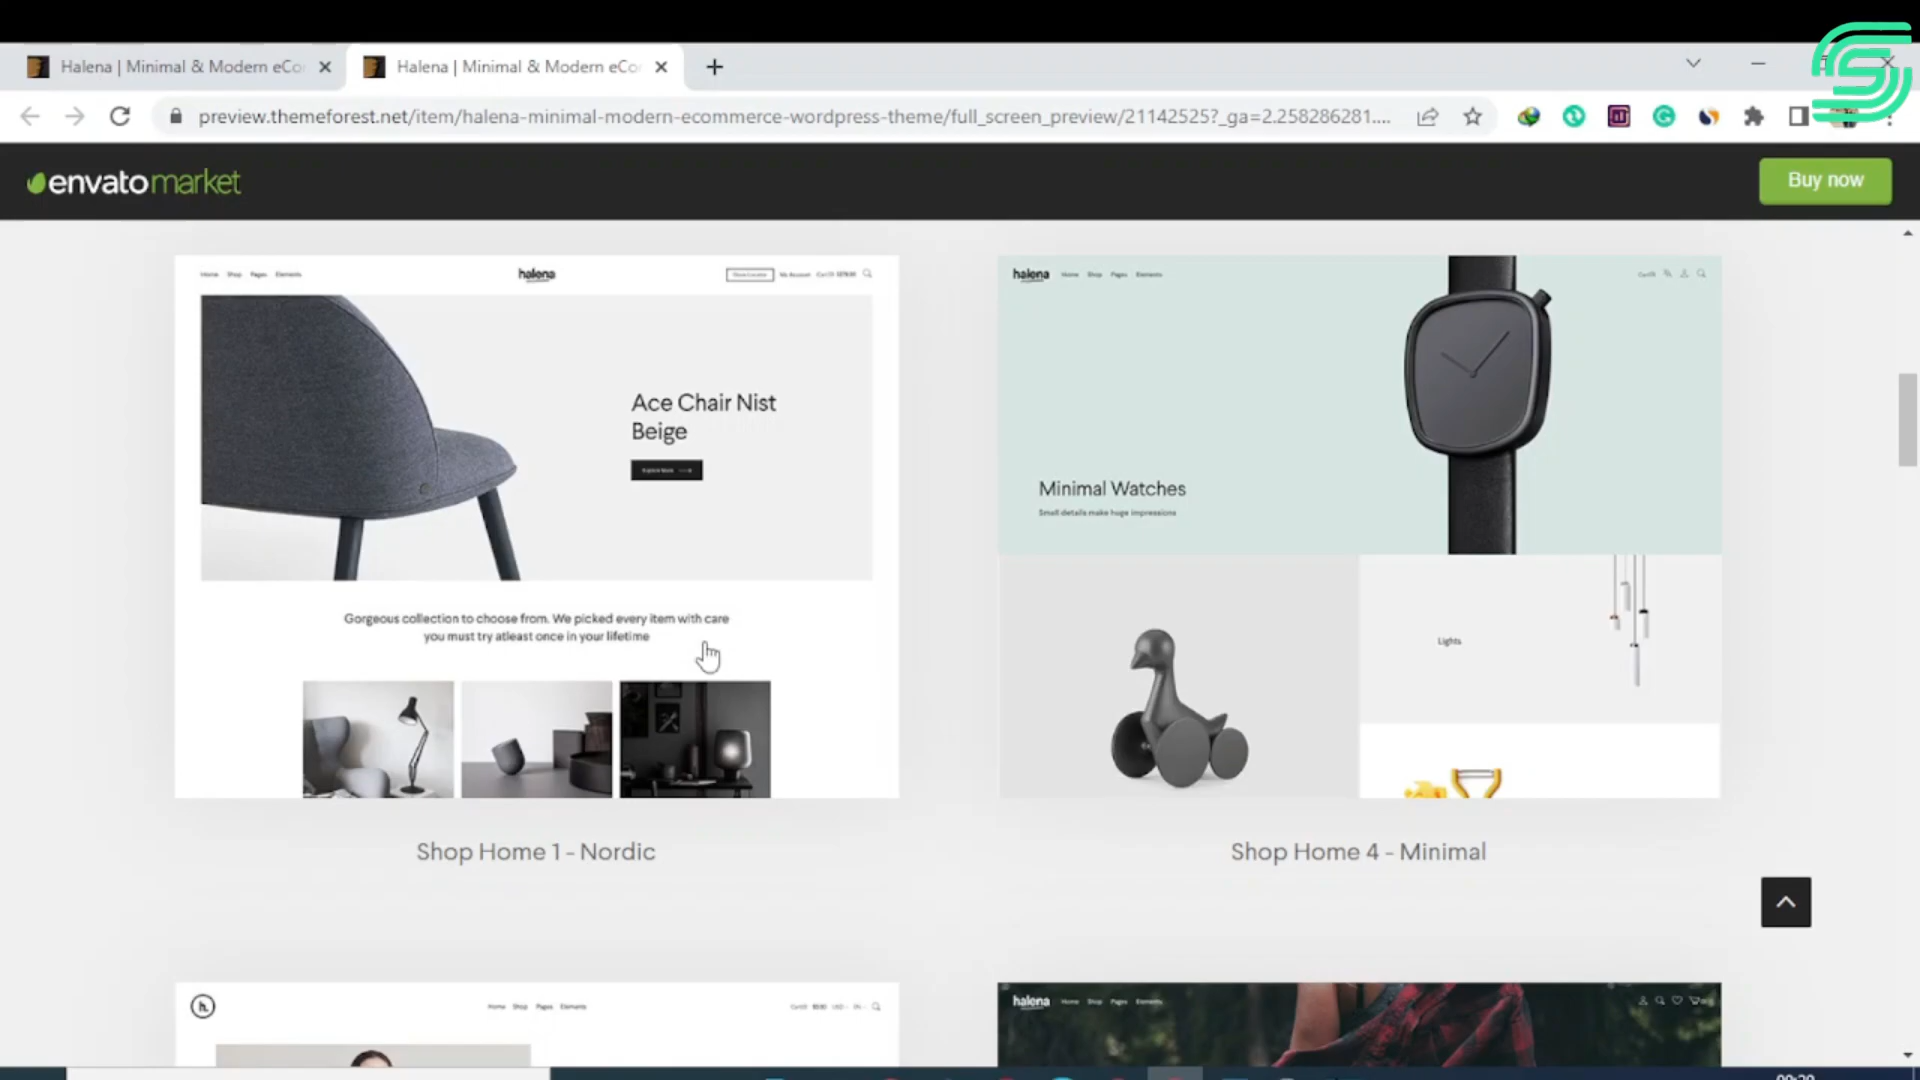 Halena | Minimal & Modern eCo
Halena | Minimal & Modern eCo
preview.themeforest.net/item/halena-minimal-modern-ecommerce-wordpress-theme/full_screen_preview/21142525?_ga=2.258286281....
envato market
Buy now
Home Shop Pages Elements
halena
My Account
Ace Chair Nist
Beige
Gorgeous collection to choose from. We picked every item with care
you must try atleast once in your lifetime
Shop Home 1 - Nordic
halena Home Shop Pages Elements
Minimal Watches
Small details make huge impressions
Lights
Shop Home 4 - Minimal
h.
Home Shop Pages Elements
halena Home Shop Pages Elements